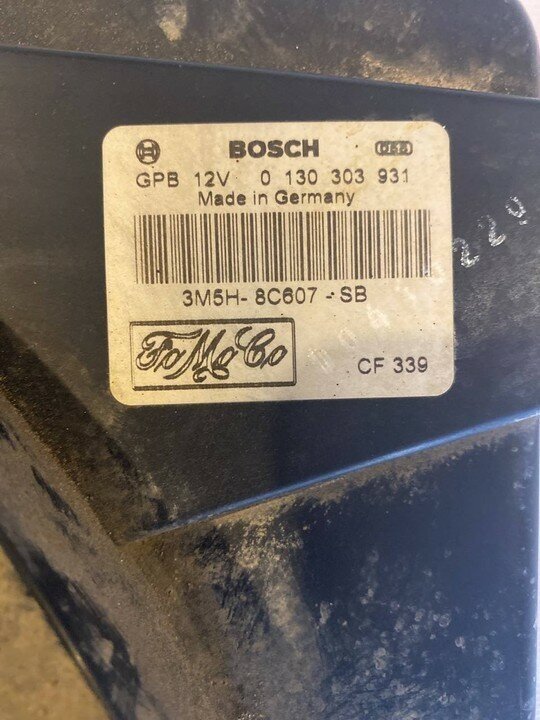 BOSCH
GPB 12V 0 130 303 931
Made in Germany
3M5H-8C607-SB
FoMoCo
CF 339